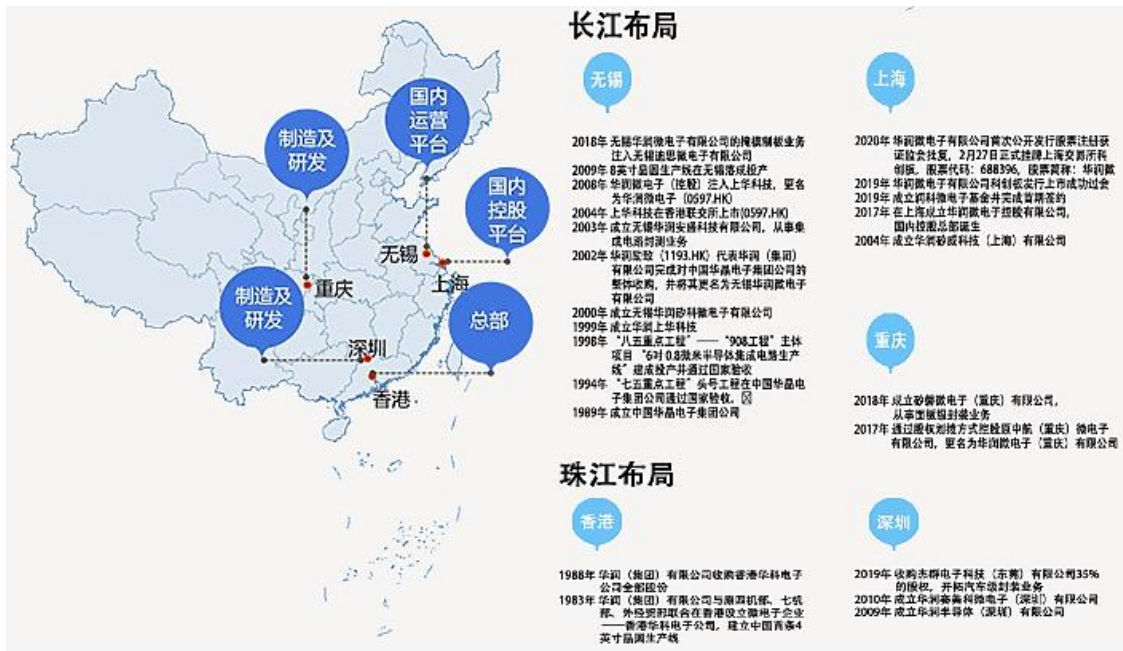 国内
运营
平台
制造及
研发
国内
控股
平台
无锡
上海
重庆
制造及
研发
总部
深圳
香港
长江布局
无锡
2018年 无锡华润微电子有限公司的掩模制板业务
注入无锡迪思微电子有限公司
2009年 8英寸晶圆生产线在无锡落成投产
2008年 华润微电子（控股）注入上华科技，更名
为华润微电子（0597.HK）
2004年 上华科技在香港联交所上市(0597.HK)
2003年 成立无锡华润安盛科技有限公司，从事集
成电路封测业务
2002年 华润励致（1193.HK）代表华润（集团）
有限公司完成对中国华晶电子集团公司的
整体收购，并将其更名为无锡华润微电子
有限公司
2000年 成立无锡华润矽科微电子有限公司
1999年 成立华润上华科技
1998年 “八五重点工程”——“908工程”主体
项目 “6吋0.8微米半导体集成电路生产
线”建成投产并通过国家验收
1994年 “七五重点工程”头号工程在中国华晶电
子集团公司通过国家验收。
1989年 成立中国华晶电子集团公司
上海
2020年 华润微电子有限公司首次公开发行股票注册获
证监会批复，2月27日正式挂牌上海交易所科
创板，股票代码：688396，股票简称：华润微
2019年 华润微电子有限公司科创板发行上市成功过会
2019年 成立润科微电子基金并完成首期签约
2017年 在上海成立华润微电子控股有限公司，
国内控股总部诞生
2004年 成立华润矽威科技（上海）有限公司
重庆
2018年 成立矽磐微电子（重庆）有限公司，
从事面板级封装业务
2017年 通过股权划拨方式控股原中航（重庆）微电子
有限公司，更名为华润微电子（重庆）有限公司
珠江布局
香港
1988年 华润（集团）有限公司收购香港华科电子
公司全部股份
1983年 华润（集团）有限公司与原四机部、七机
部、外经贸部联合在香港设立微电子企业
——香港华科电子公司，建立中国首条4
英寸晶圆生产线
深圳
2019年 收购杰群电子科技（东莞）有限公司35%
的股权，开拓汽车级封装业务
2010年 成立华润赛美科微电子（深圳）有限公司
2009年 成立华润半导体（深圳）有限公司